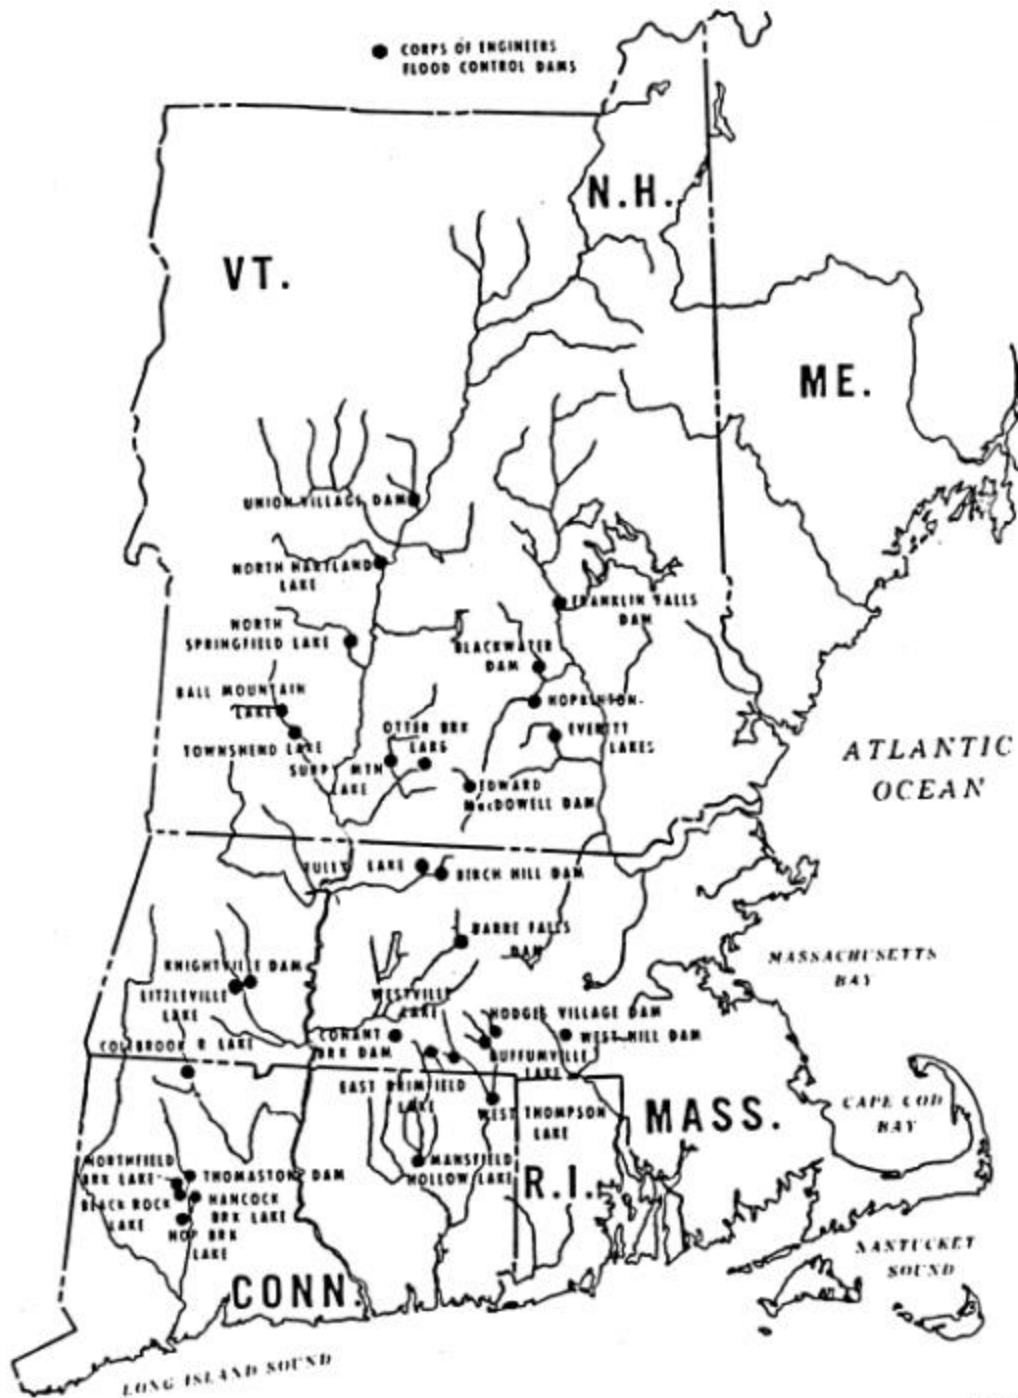 CORPS OF ENGINEERS
FLOOD CONTROL DAMS
N.H.
VT.
ME.
UNION VILLAGE DAM
NORTH HARTLAND
LAKE
FRANKLIN FALLS
DAM
NORTH
SPRINGFIELD LAKE
BLACKWATER
DAM
BALL MOUNTAIN
LAKE
HOPKINTON-
EVERETT
LAKES
OTTER BRK
TOWNSHEND LAKE
MTN
LAKE
EDWARD
MacDOWELL DAM
ATLANTIC
OCEAN
TULLY LAKE
BIRCH HILL DAM
BARRE FALLS
DAM
MASSACHUSETTS
BAY
KNIGHTVILLE DAM
LITZLEVILLE
LAKE
WESTVILLE
LAKE
HODGES VILLAGE DAM
WEST HILL DAM
COLEBROOK R LAKE
CONANT
BRK DAM
BUFFUMVILLE
LAKE
EAST BRIMFIELD
LAKE
WEST THOMPSON
LAKE
MASS.
CAPE COD
BAY
NORTHFIELD
BRK LAKE
THOMASTON DAM
MANSFIELD
HOLLOW LAKE
R.I.
BLACK ROCK
LAKE
HANCOCK
BRK LAKE
HOP BRK
LAKE
NANTUCKET
SOUND
CONN.
LONG ISLAND SOUND